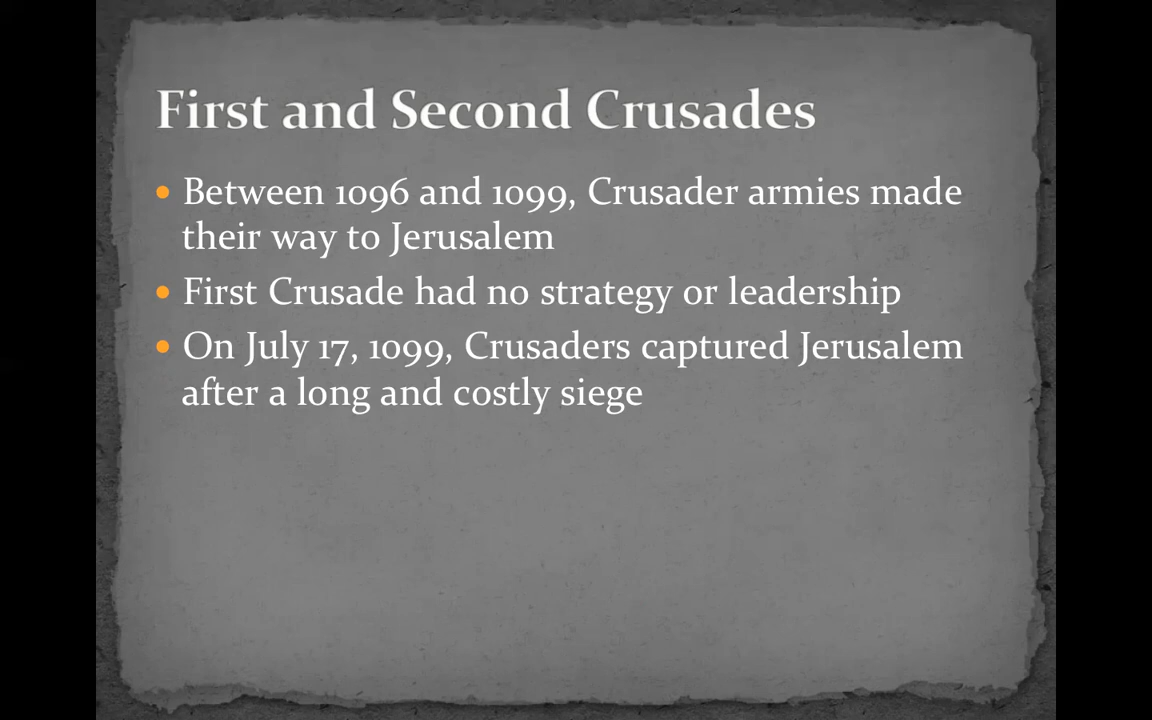 First and Second Crusades
• Between 1096 and 1099, Crusader armies made
their way to Jerusalem
• First Crusade had no strategy or leadership
• On July 17, 1099, Crusaders captured Jerusalem
after a long and costly siege